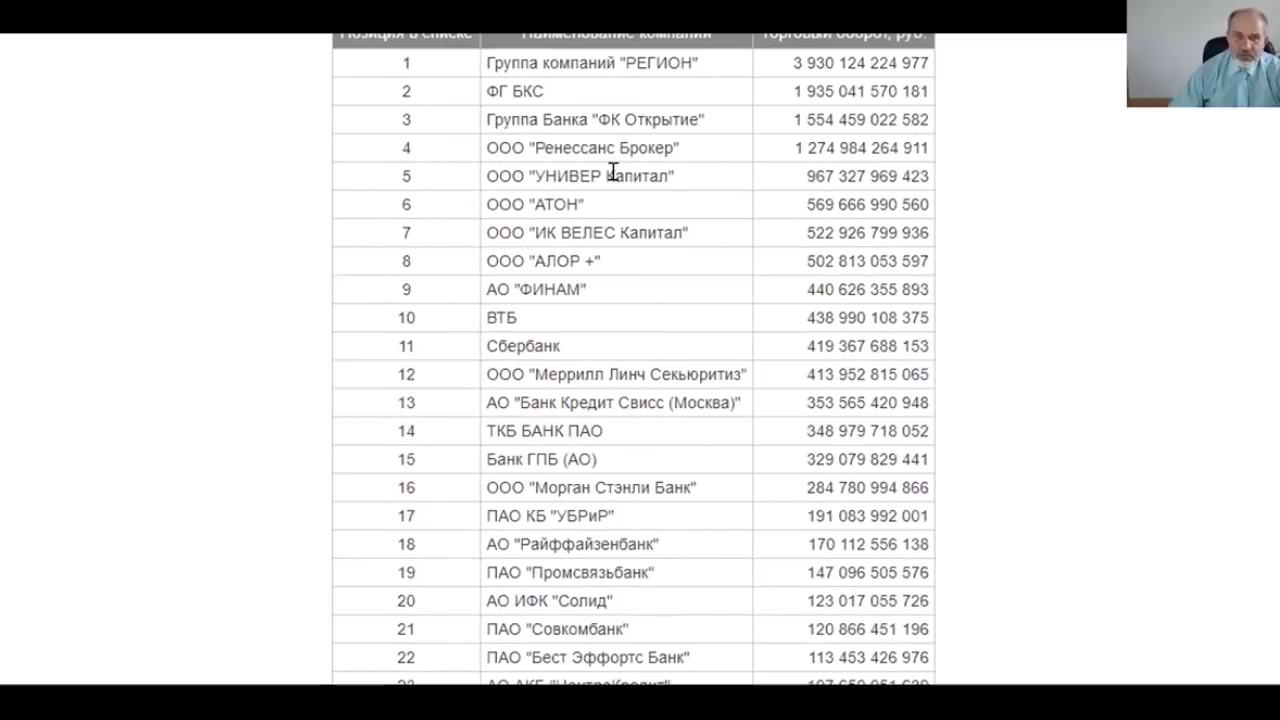 Позиция в списке Наименование компании Торговый оборот, руб.
1 Группа компаний "РЕГИОН" 3 930 124 224 977
2 ФГ БКС 1 935 041 570 181
3 Группа Банка "ФК Открытие" 1 554 459 022 582
4 ООО "Ренессанс Брокер" 1 274 984 264 911
5 ООО "УНИВЕР Капитал" 967 327 969 423
6 ООО "АТОН" 569 666 990 560
7 ООО "ИК ВЕЛЕС Капитал" 522 926 799 936
8 ООО "АЛОР +" 502 813 053 597
9 АО "ФИНАМ" 440 626 355 893
10 ВТБ 438 990 108 375
11 Сбербанк 419 367 688 153
12 ООО "Меррилл Линч Секьюритиз" 413 952 815 065
13 АО "Банк Кредит Свисс (Москва)" 353 565 420 948
14 ТКБ БАНК ПАО 348 979 718 052
15 Банк ГПБ (АО) 329 079 829 441
16 ООО "Морган Стэнли Банк" 284 780 994 866
17 ПАО КБ "УБРиР" 191 083 992 001
18 АО "Райффайзенбанк" 170 112 556 138
19 ПАО "Промсвязьбанк" 147 096 505 576
20 АО ИФК "Солид" 123 017 055 726
21 ПАО "Совкомбанк" 120 866 451 196
22 ПАО "Бест Эффортс Банк" 113 453 426 976